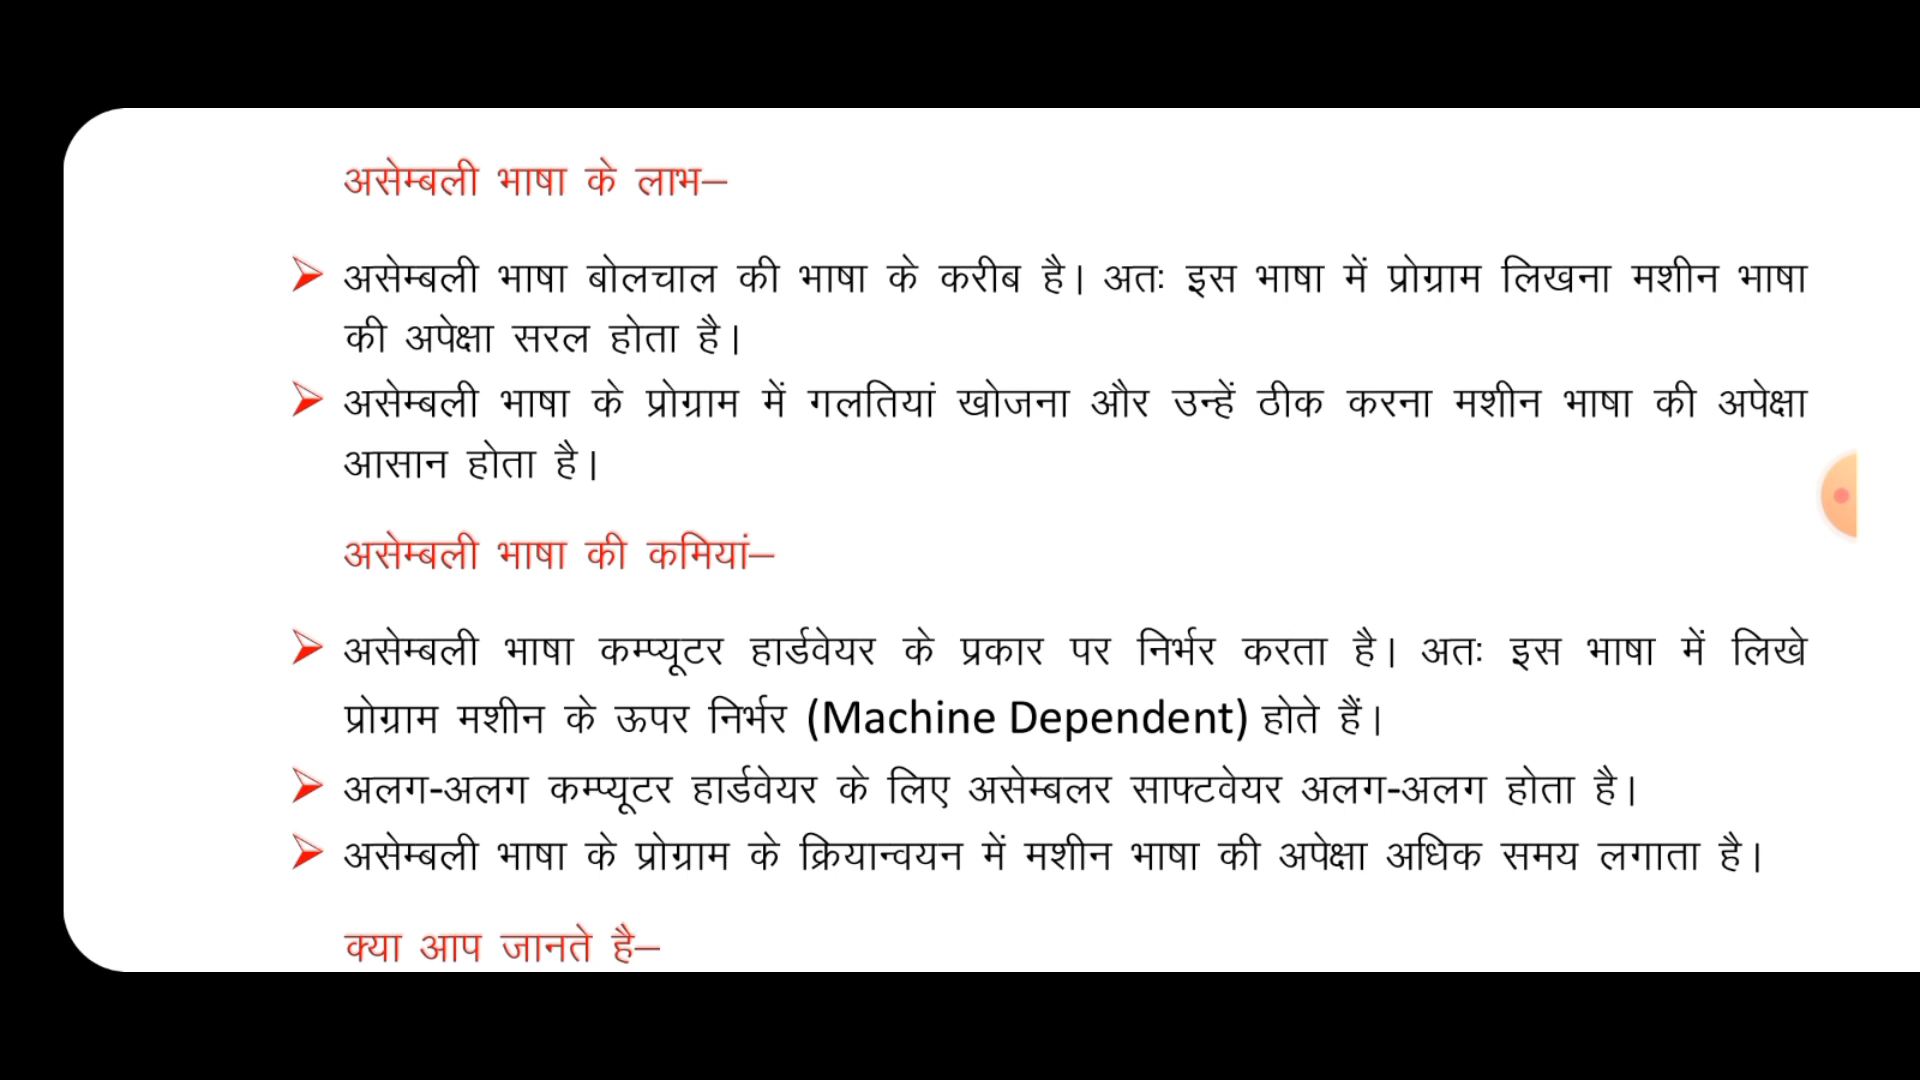 असेम्बली भाषा के लाभ–
असेम्बली भाषा बोलचाल की भाषा के करीब है। अतः इस भाषा में प्रोग्राम लिखना मशीन भाषा
की अपेक्षा सरल होता है।
असेम्बली भाषा के प्रोग्राम में गलतियां खोजना और उन्हें ठीक करना मशीन भाषा की अपेक्षा
आसान होता है।
असेम्बली भाषा की कमियां–
असेम्बली भाषा कम्प्यूटर हार्डवेयर के प्रकार पर निर्भर करता है। अतः इस भाषा में लिखे
प्रोग्राम मशीन के ऊपर निर्भर (Machine Dependent) होते हैं।
अलग-अलग कम्प्यूटर हार्डवेयर के लिए असेम्बलर साफ्टवेयर अलग-अलग होता है।
असेम्बली भाषा के प्रोग्राम के क्रियान्वयन में मशीन भाषा की अपेक्षा अधिक समय लगाता है।
क्या आप जानते है–